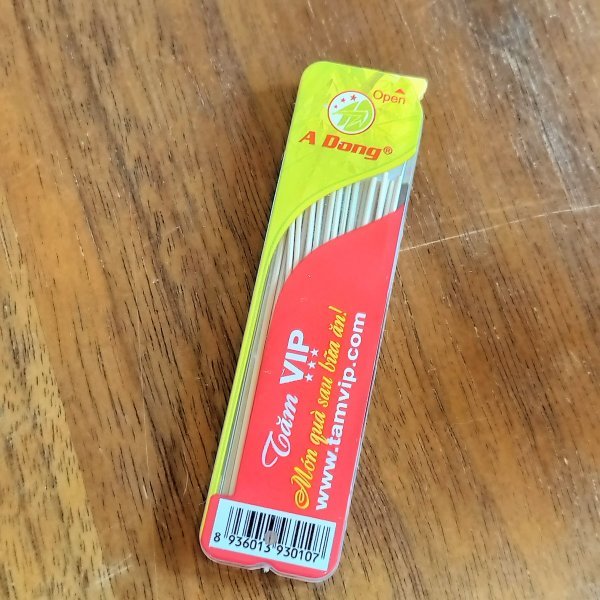 Open
A Dong®
Tăm VIP
Món quà sau bữa ăn!
www.tamvip.com
8 936013 930107